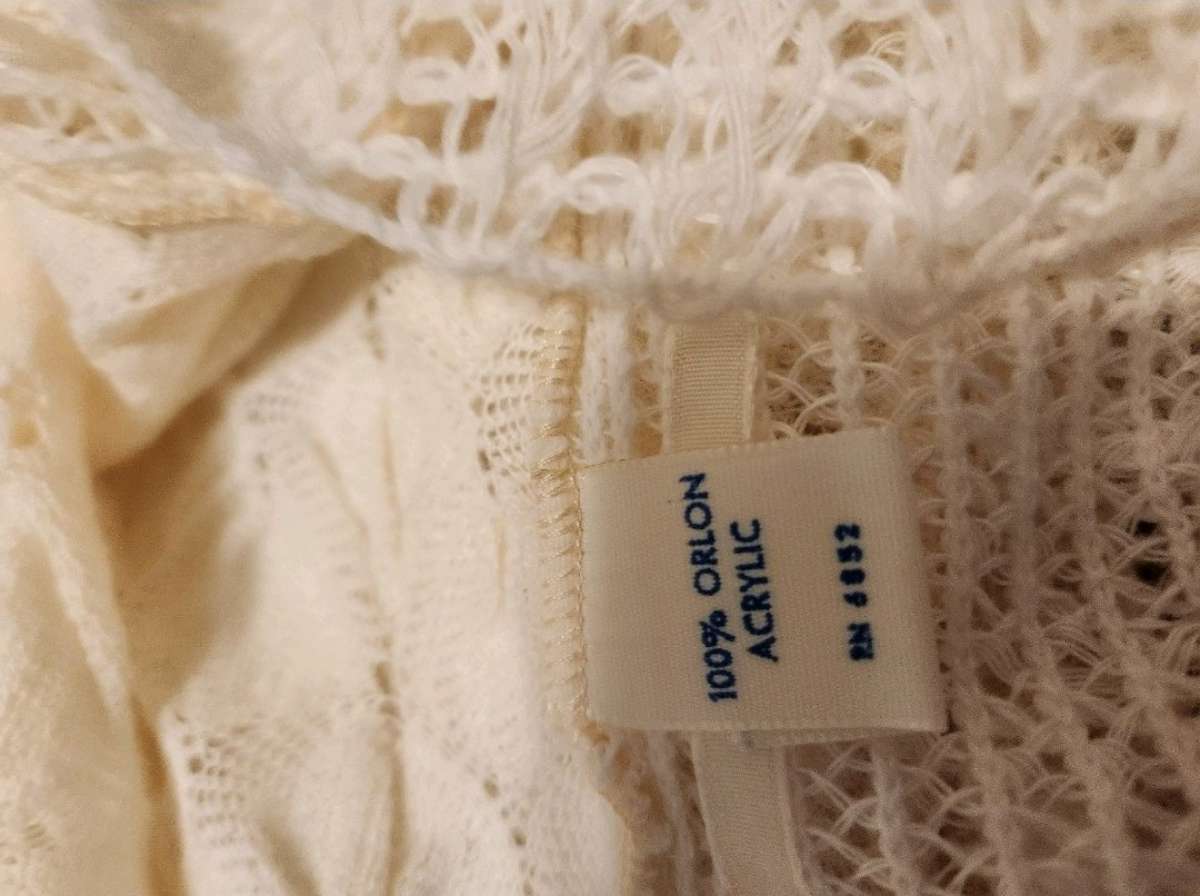 100% ORLON
ACRYLIC
RN 6852